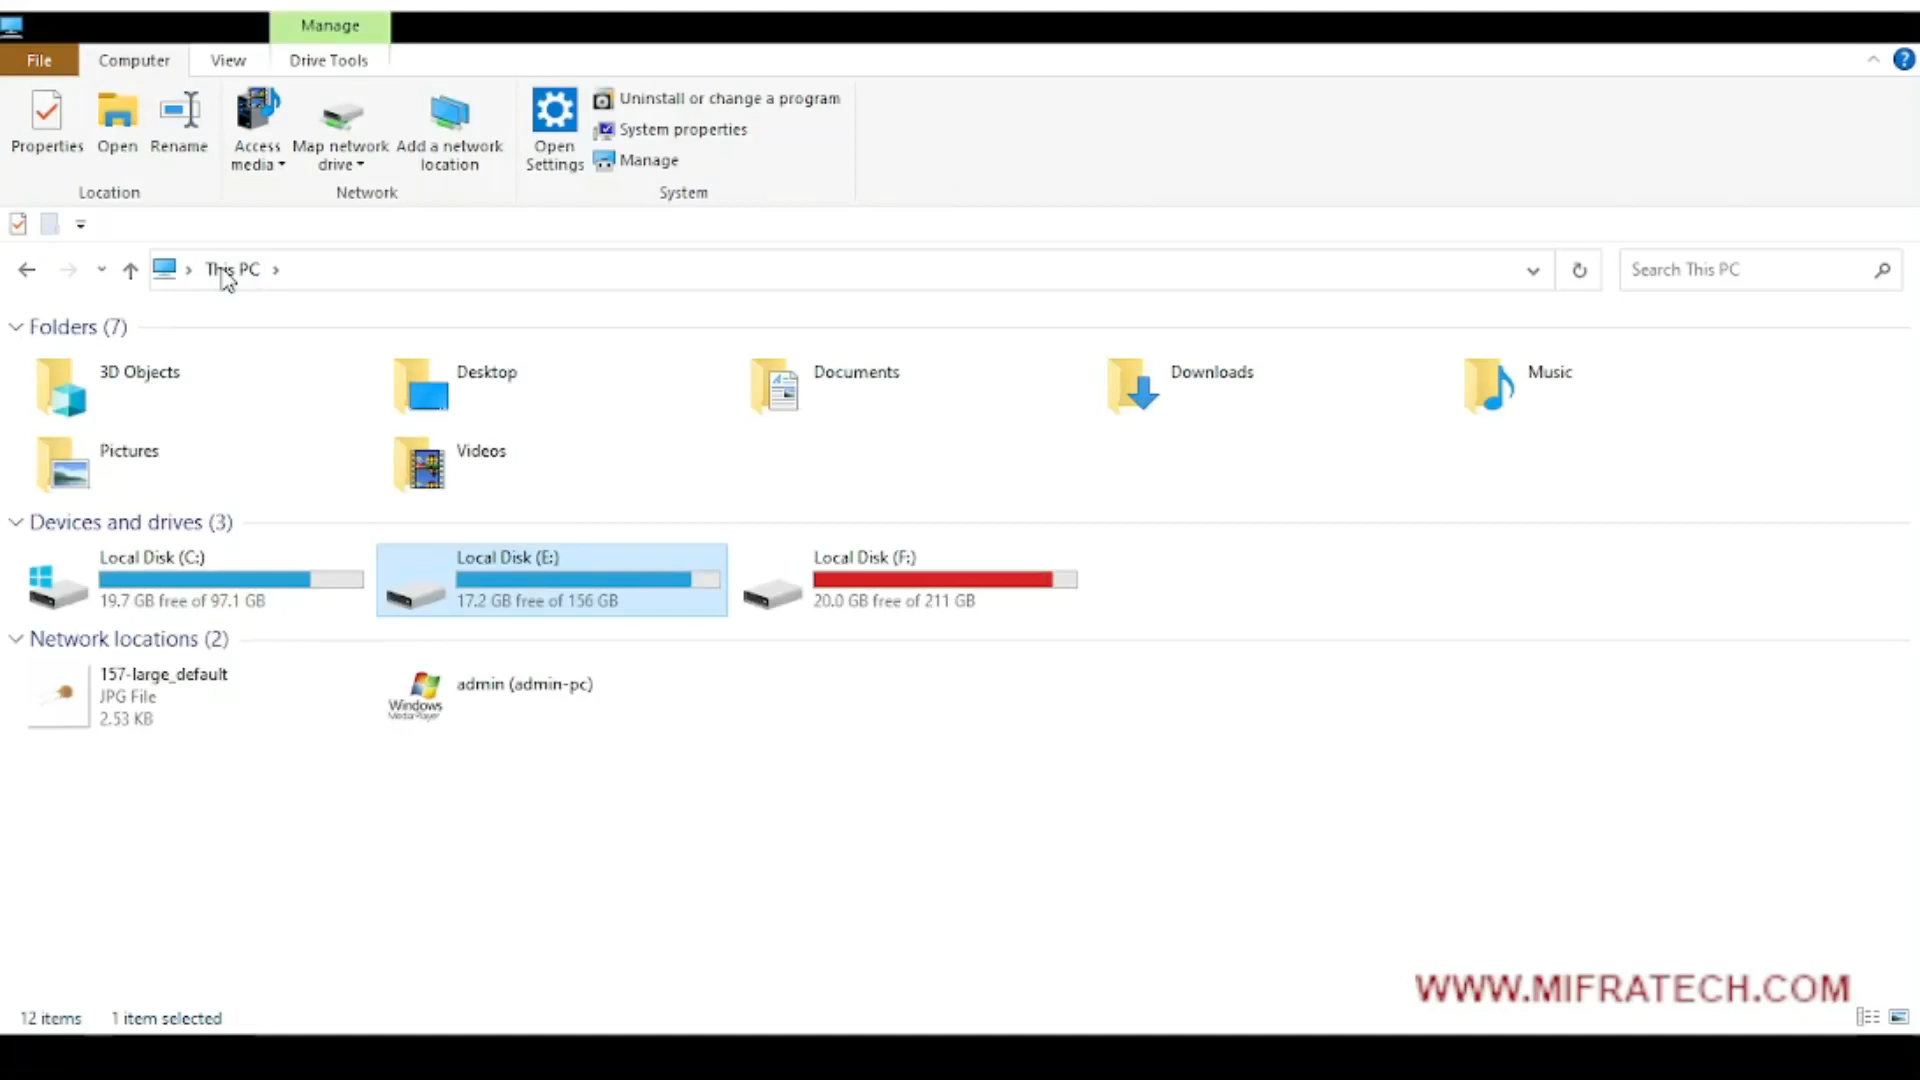 Manage
File
Computer
View
Drive Tools
Properties
Open
Rename
Access media
Map network drive
Add a network location
Open Settings
Uninstall or change a program
System properties
Manage
Location
Network
System
This PC
Search This PC
Folders (7)
3D Objects
Desktop
Documents
Downloads
Music
Pictures
Videos
Devices and drives (3)
Local Disk (C:)
19.7 GB free of 97.1 GB
Local Disk (E:)
17.2 GB free of 156 GB
Local Disk (F:)
20.0 GB free of 211 GB
Network locations (2)
157-large_default
JPG File
2.53 KB
Windows
MediaPlayer
admin (admin-pc)
WWW.MIFRATECH.COM
12 items
1 item selected